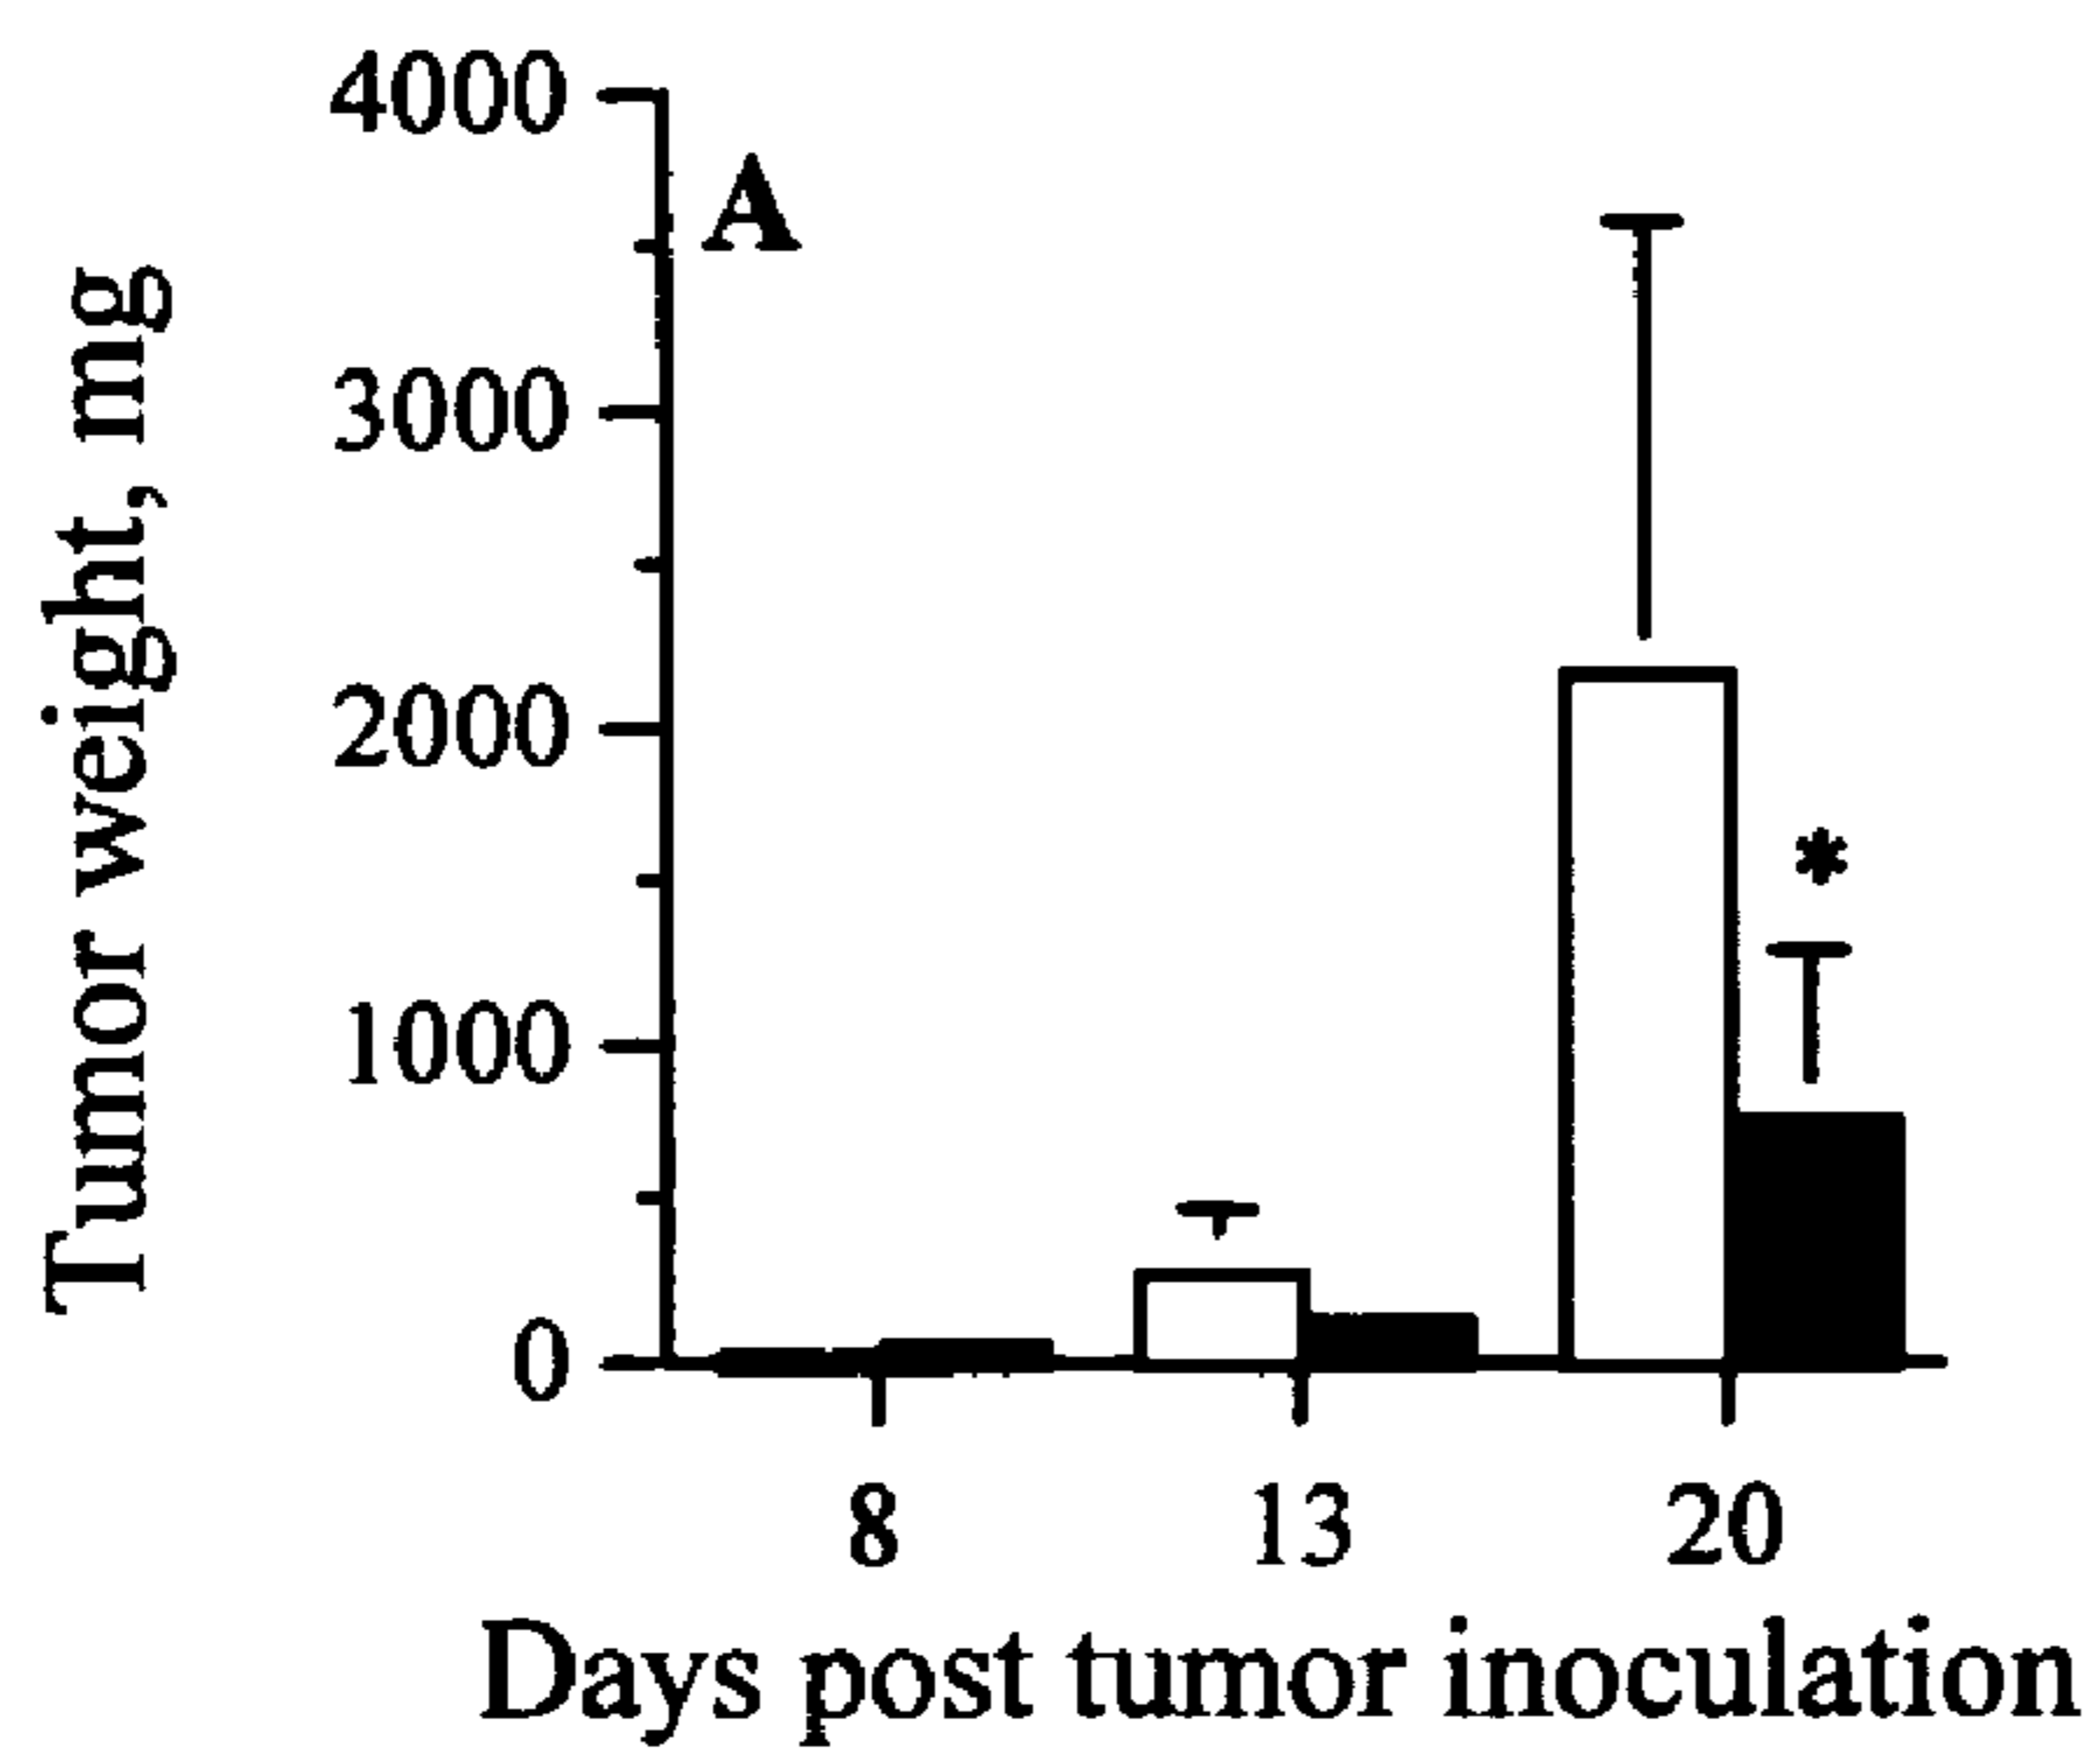 4000
A
3000
2000
1000
0
Tumor weight, mg
*
8 13 20
Days post tumor inoculation